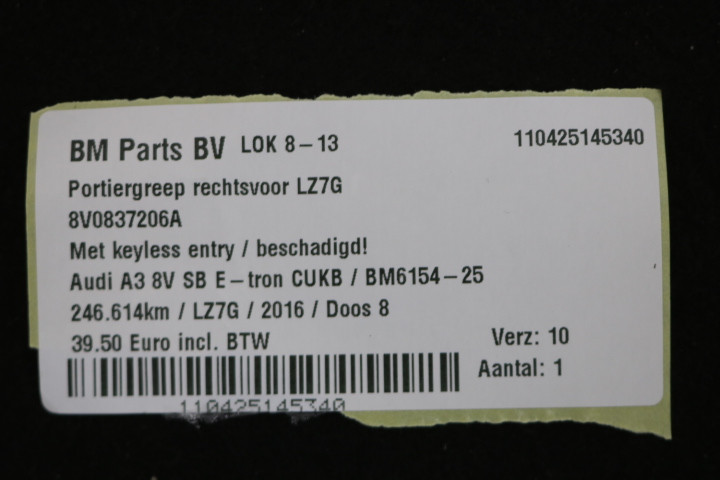 BM Parts BV LOK 8-13 110425145340
Portiergreep rechtsvoor LZ7G
8V0837206A
Met keyless entry / beschadigd!
Audi A3 8V SB E-tron CUKB / BM6154-25
246.614km / LZ7G / 2016 / Doos 8
39.50 Euro incl. BTW Verz: 10
Aantal: 1
110425145340